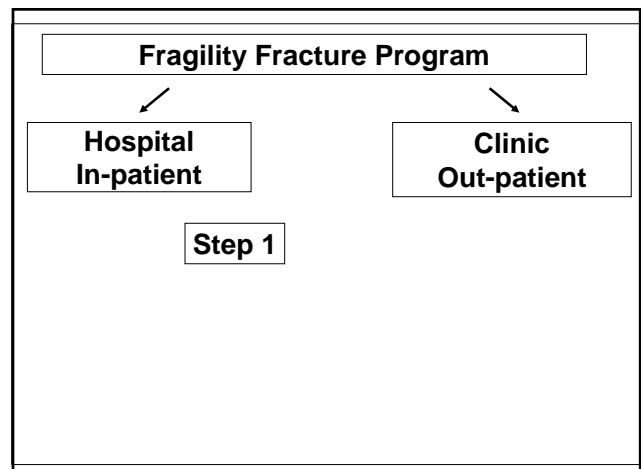 Fragility Fracture Program
Hospital
In-patient
Clinic
Out-patient
Step 1